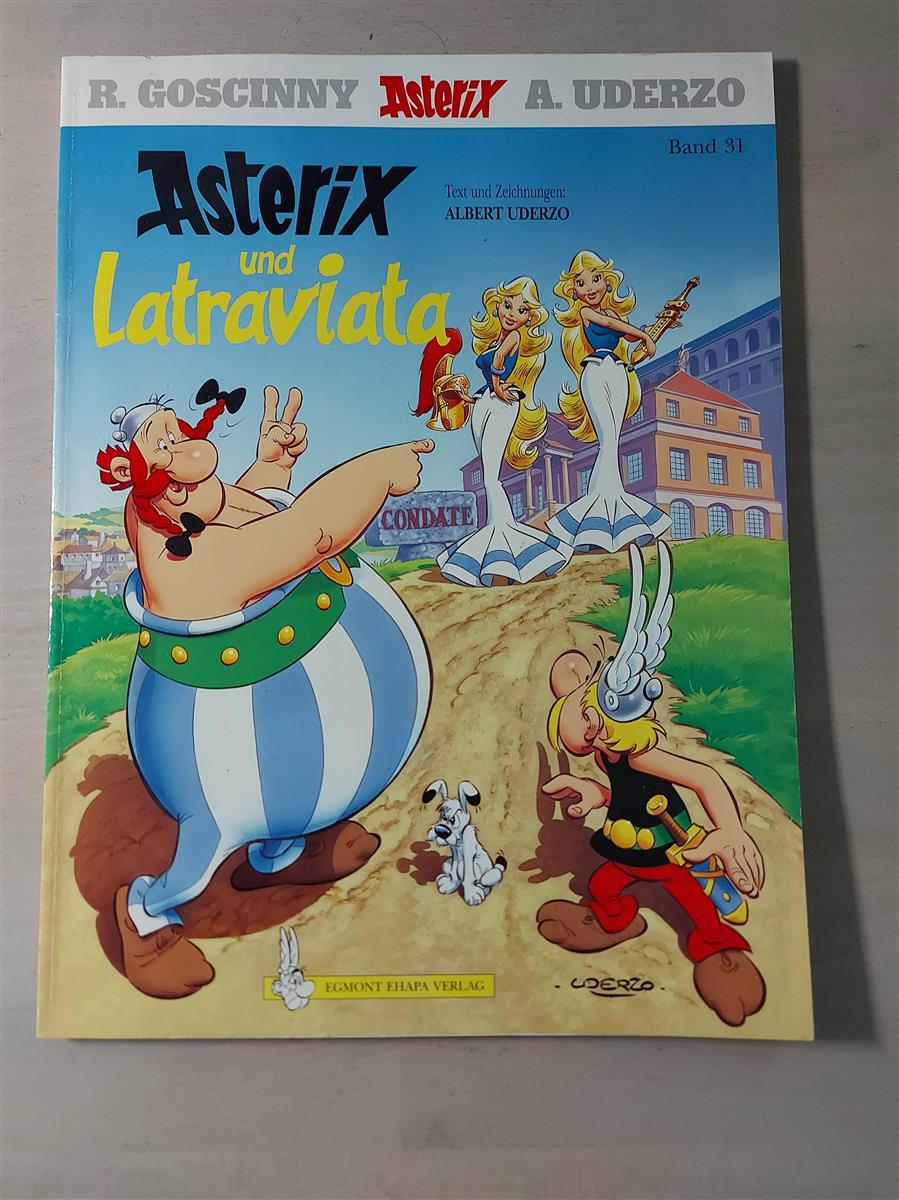 R. GOSCINNY Asterix A. UDERZO
Band 31
Asterix
Text und Zeichnungen:
ALBERT UDERZO
und
Latraviata
CONDATE
EGMONT EHAPA VERLAG
- UDERZO -